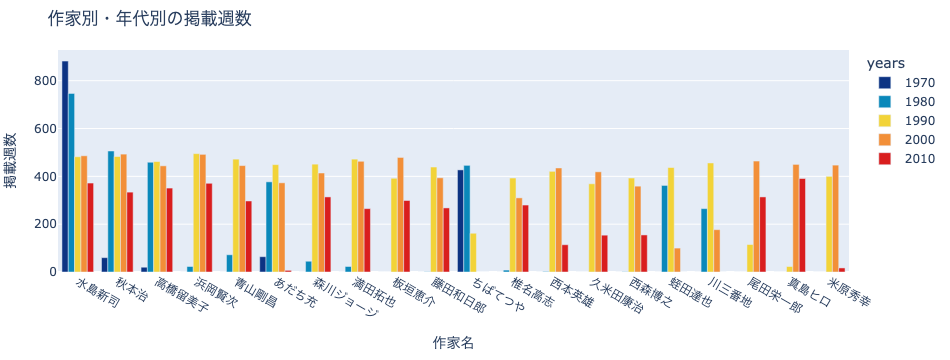 作家別・年代別の掲載週数
years
1970
1980
1990
2000
2010
掲載週数
800
600
400
200
0
水島新司
秋本治
高橋留美子
浜岡賢次
青山剛昌
あだち充
森川ジョージ
満田拓也
板垣恵介
藤田和日郎
ちばてつや
椎名高志
西本英雄
久米田康治
西森博之
蛭田達也
川三番地
尾田栄一郎
真島ヒロ
米原秀幸
作家名